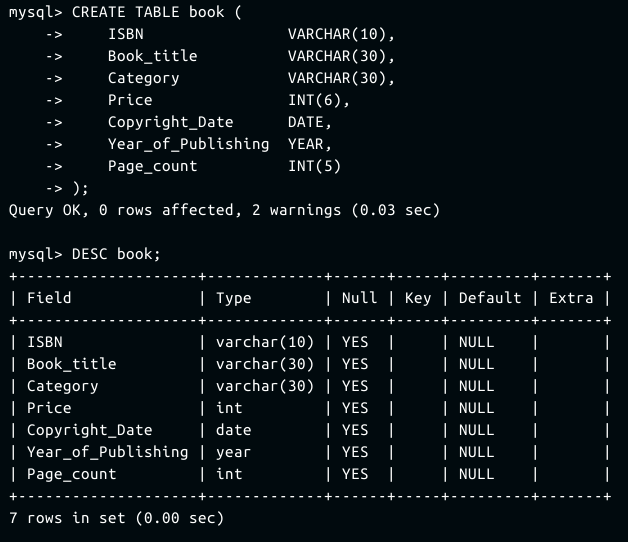 mysql> CREATE TABLE book (
    ->     ISBN                VARCHAR(10),
    ->     Book_title          VARCHAR(30),
    ->     Category            VARCHAR(30),
    ->     Price               INT(6),
    ->     Copyright_Date      DATE,
    ->     Year_of_Publishing  YEAR,
    ->     Page_count          INT(5)
    -> );
Query OK, 0 rows affected, 2 warnings (0.03 sec)

mysql> DESC book;
+--------------------+-------------+------+-----+---------+-------+
| Field              | Type        | Null | Key | Default | Extra |
+--------------------+-------------+------+-----+---------+-------+
| ISBN               | varchar(10) | YES  |     | NULL    |       |
| Book_title         | varchar(30) | YES  |     | NULL    |       |
| Category           | varchar(30) | YES  |     | NULL    |       |
| Price              | int         | YES  |     | NULL    |       |
| Copyright_Date     | date        | YES  |     | NULL    |       |
| Year_of_Publishing | year        | YES  |     | NULL    |       |
| Page_count         | int         | YES  |     | NULL    |       |
+--------------------+-------------+------+-----+---------+-------+
7 rows in set (0.00 sec)